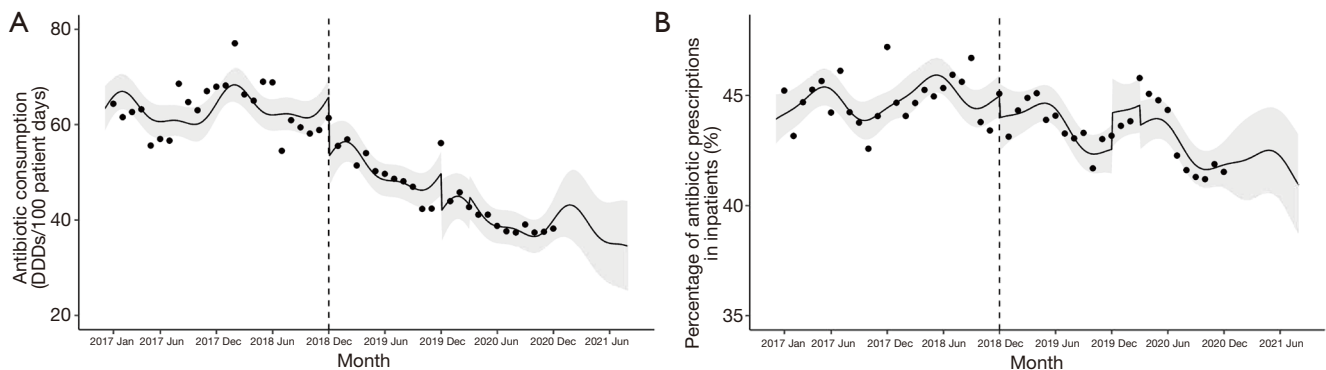 A
Antibiotic consumption
(DDDs/100 patient days)
80
60
40
20
2017 Jan 2017 Jun 2017 Dec 2018 Jun 2018 Dec 2019 Jun 2019 Dec 2020 Jun 2020 Dec 2021 Jun
Month
B
Percentage of antibiotic prescriptions
in inpatients (%)
45
40
35
2017 Jan 2017 Jun 2017 Dec 2018 Jun 2018 Dec 2019 Jun 2019 Dec 2020 Jun 2020 Dec 2021 Jun
Month